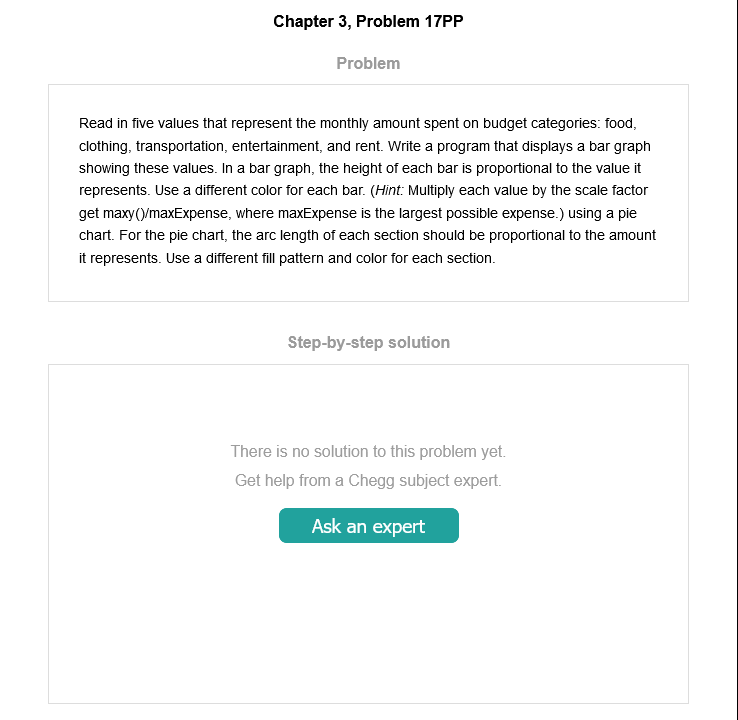 Chapter 3, Problem 17PP
Problem
Read in five values that represent the monthly amount spent on budget categories: food,
clothing, transportation, entertainment, and rent. Write a program that displays a bar graph
showing these values. In a bar graph, the height of each bar is proportional to the value it
represents. Use a different color for each bar. (Hint: Multiply each value by the scale factor
get maxy()/maxExpense, where maxExpense is the largest possible expense.) using a pie
chart. For the pie chart, the arc length of each section should be proportional to the amount
it represents. Use a different fill pattern and color for each section.
Step-by-step solution
There is no solution to this problem yet.
Get help from a Chegg subject expert.
Ask an expert